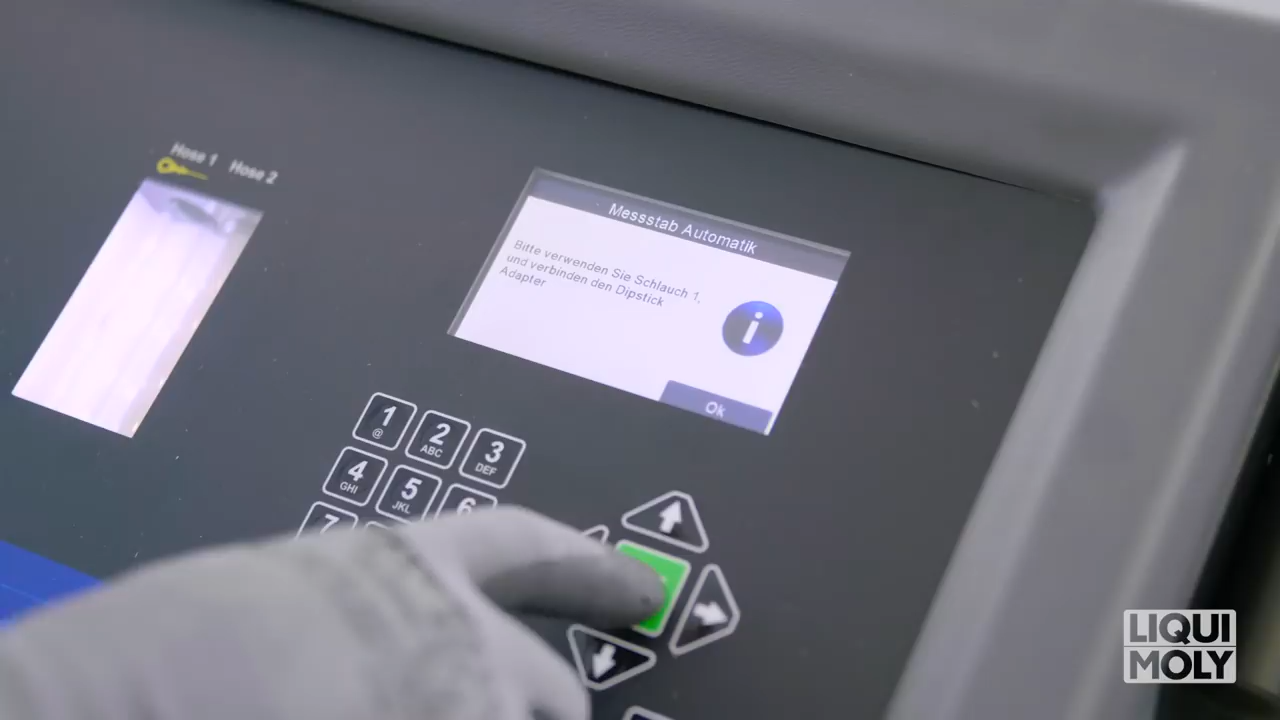 Hose 1 Hose 2
Messstab Automatik
Bitte verwenden Sie Schlauch 1,
und verbinden den Dipstick
Adapter
i
Ok
1 2 3
@ ABC DEF
4 5 6
GHI JKL
7
LIQUI
MOLY